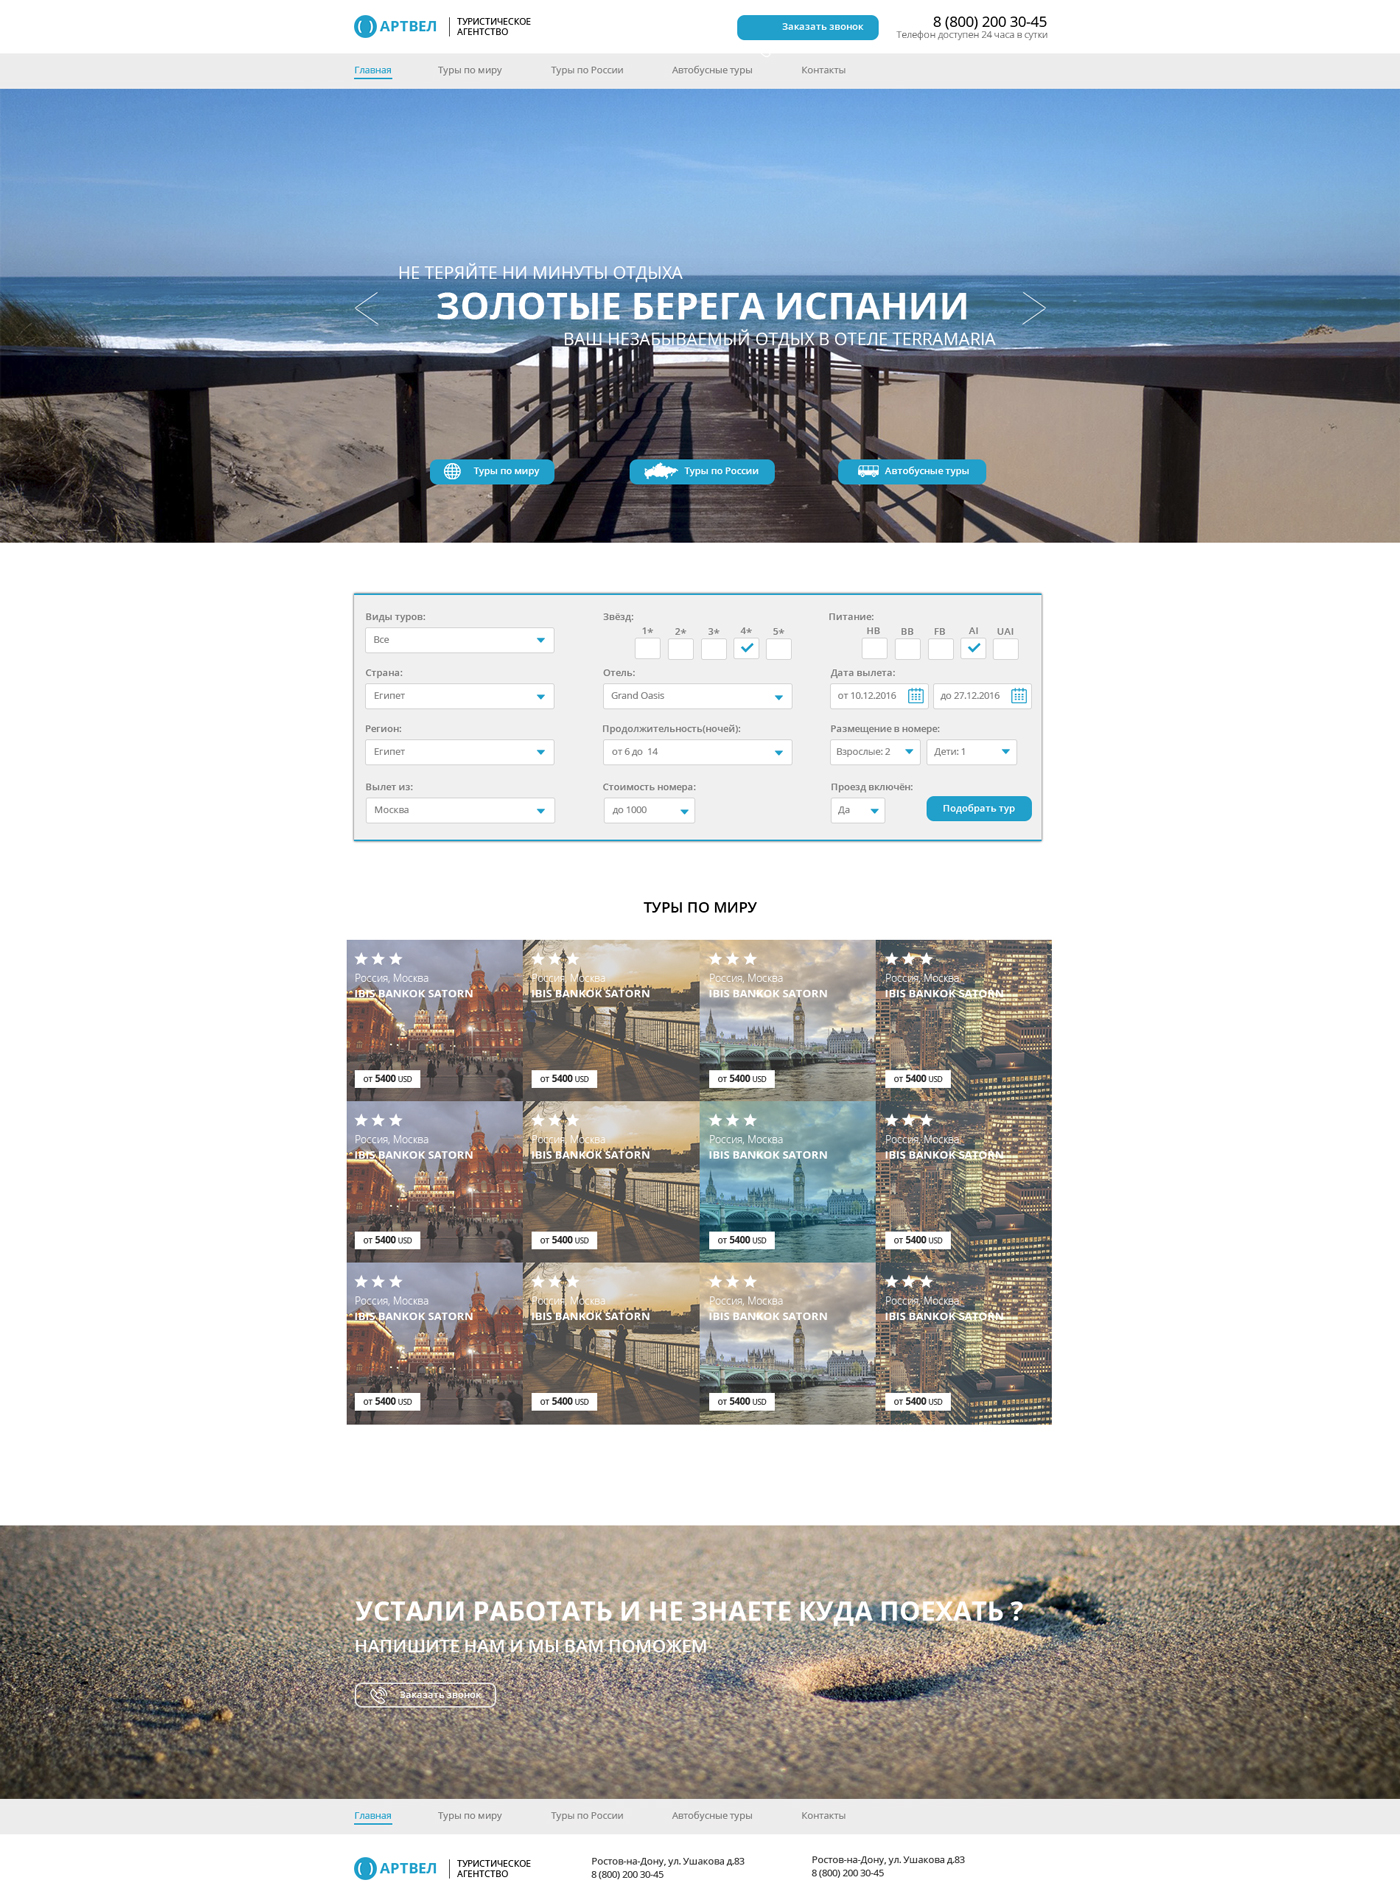 АРТВЕЛ
ТУРИСТИЧЕСКОЕ
АГЕНТСТВО
Заказать звонок
8 (800) 200 30-45
Телефон доступен 24 часа в сутки
Главная Туры по миру Туры по России Автобусные туры Контакты
НЕ ТЕРЯЙТЕ НИ МИНУТЫ ОТДЫХА
ЗОЛОТЫЕ БЕРЕГА ИСПАНИИ
ВАШ НЕЗАБЫВАЕМЫЙ ОТДЫХ В ОТЕЛЕ TERRAMARIA
Туры по миру Туры по России Автобусные туры
Виды туров: Звёзд: Питание:
1* 2* 3* 4* 5* HB BB FB AI UAI
Все
Страна: Отель: Дата вылета:
Египет Grand Oasis от 10.12.2016 до 27.12.2016
Регион: Продолжительность(ночей): Размещение в номере:
Египет от 6 до 14 Взрослые: 2 Дети: 1
Вылет из: Стоимость номера: Проезд включён:
Москва до 1000 Да Подобрать тур
ТУРЫ ПО МИРУ
Россия, Москва Россия, Москва Россия, Москва Россия, Москва
IBIS BANKOK SATORN IBIS BANKOK SATORN IBIS BANKOK SATORN IBIS BANKOK SATORN
от 5400 USD от 5400 USD от 5400 USD от 5400 USD
Россия, Москва Россия, Москва Россия, Москва Россия, Москва
IBIS BANKOK SATORN IBIS BANKOK SATORN IBIS BANKOK SATORN IBIS BANKOK SATORN
от 5400 USD от 5400 USD от 5400 USD от 5400 USD
Россия, Москва Россия, Москва Россия, Москва Россия, Москва
IBIS BANKOK SATORN IBIS BANKOK SATORN IBIS BANKOK SATORN IBIS BANKOK SATORN
от 5400 USD от 5400 USD от 5400 USD от 5400 USD
УСТАЛИ РАБОТАТЬ И НЕ ЗНАЕТЕ КУДА ПОЕХАТЬ ?
НАПИШИТЕ НАМ И МЫ ВАМ ПОМОЖЕМ
Заказать звонок
Главная Туры по миру Туры по России Автобусные туры Контакты
АРТВЕЛ
ТУРИСТИЧЕСКОЕ
АГЕНТСТВО
Ростов-на-Дону, ул. Ушакова д.83
8 (800) 200 30-45
Ростов-на-Дону, ул. Ушакова д.83
8 (800) 200 30-45